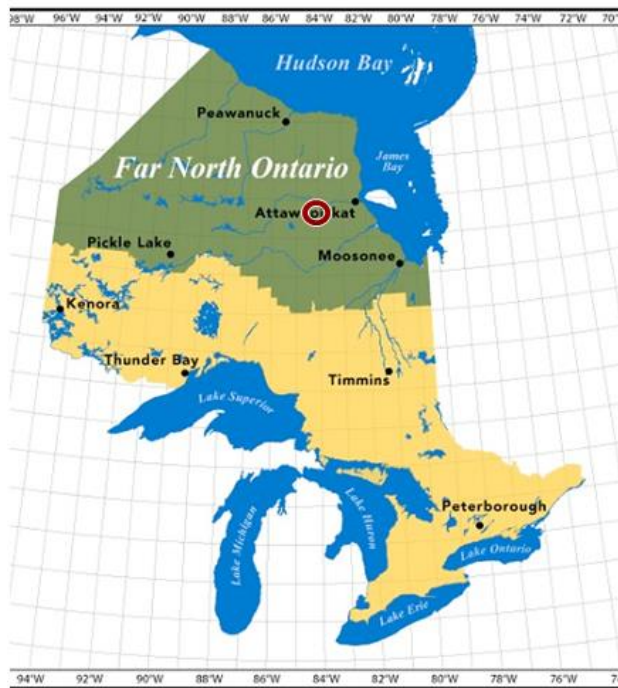 98°W 96°W 94°W 92°W 90°W 88°W 86°W 84°W 82°W 80°W 78°W 76°W 74°W 72°W 70°
Hudson Bay
Peawanuck
James
Bay
Far North Ontario
Pickle Lake
Moosonee
Kenora
Thunder Bay
Timmins
Lake Superior
Peterborough
Lake Michigan
Lake Huron
Lake Ontario
Lake Erie
94°W 92°W 90°W 88°W 86°W 84°W 82°W 80°W 78°W 76°W